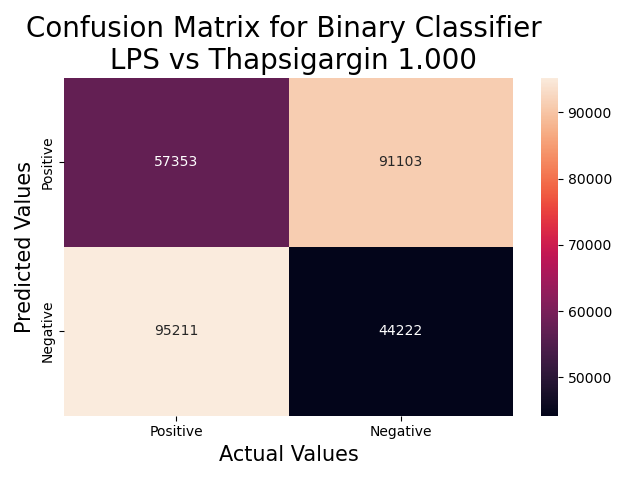 Confusion Matrix for Binary Classifier
LPS vs Thapsigargin 1.000
Predicted Values
Positive
Negative
57353
91103
95211
44222
Positive
Negative
Actual Values
90000
80000
70000
60000
50000